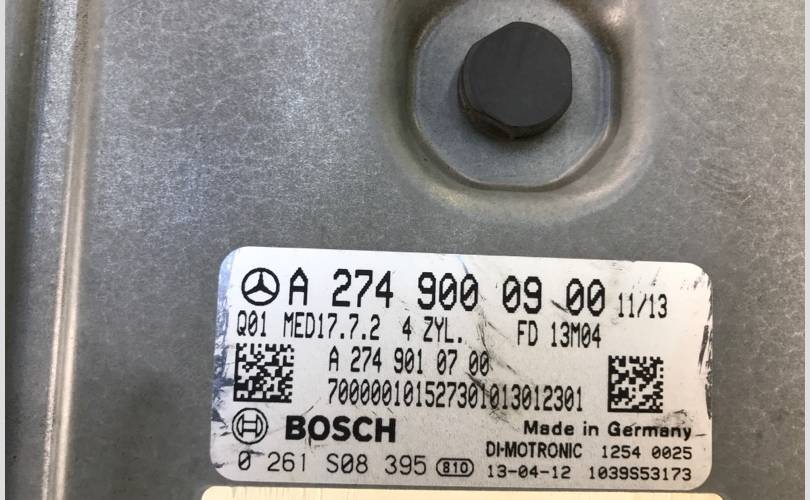 A 274 900 09 00 11/13
Q01 MED17.7.2 4 ZYL. FD 13M04
A 274 901 07 00
700000101527301013012301
BOSCH Made in Germany
DI-MOTRONIC 1254 0025
0 261 S08 395 810 13-04-12 1039S53173